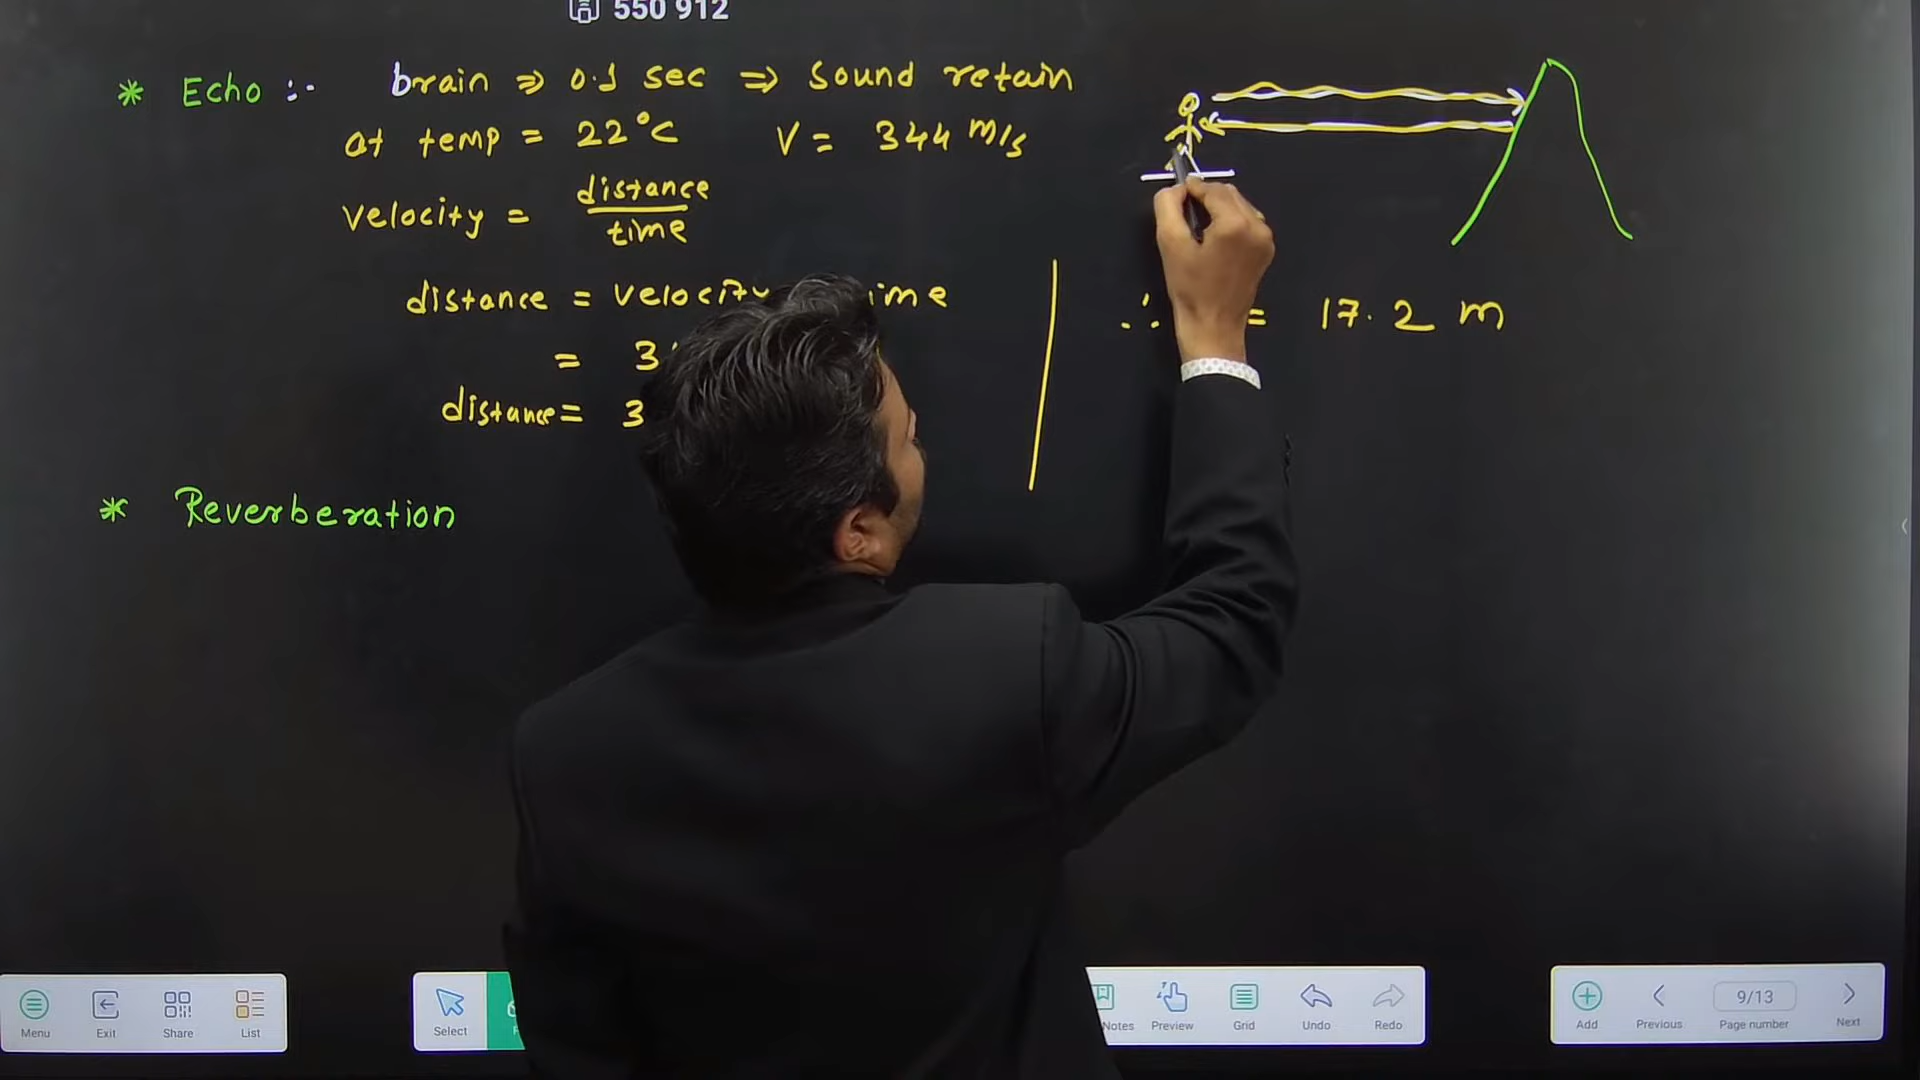 550 912
* Echo :- brain ⇒ 0.1 sec ⇒ sound retain
at temp = 22°C V = 344 m/s
velocity = distance
time
distance = velocity
= 3
distance = 3
∴ = 17.2 m
* Reverberation
Menu Exit Share List Select Notes Preview Grid Undo Redo Add Previous 9/13 Page number Next